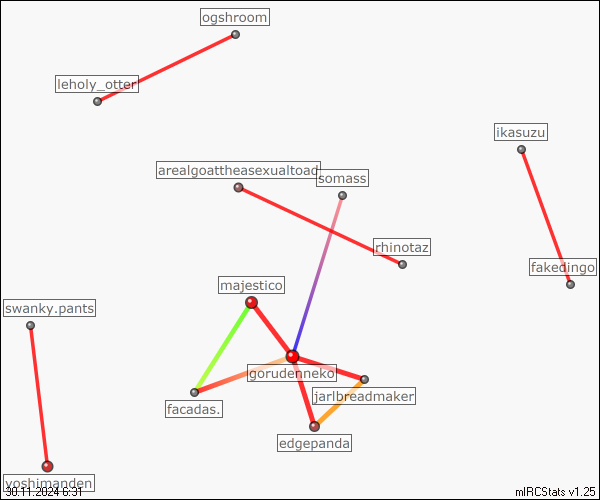 ogshroom
leholy_otter
ikasuzu
arealgoattheasexualtoad
somass
rhinotaz
fakedingo
majestico
swanky.pants
gorudenneko
jarlbreadmaker
facadas.
edgepanda
yoshimanden
30.11.2024 6:31
mIRCStats v1.25